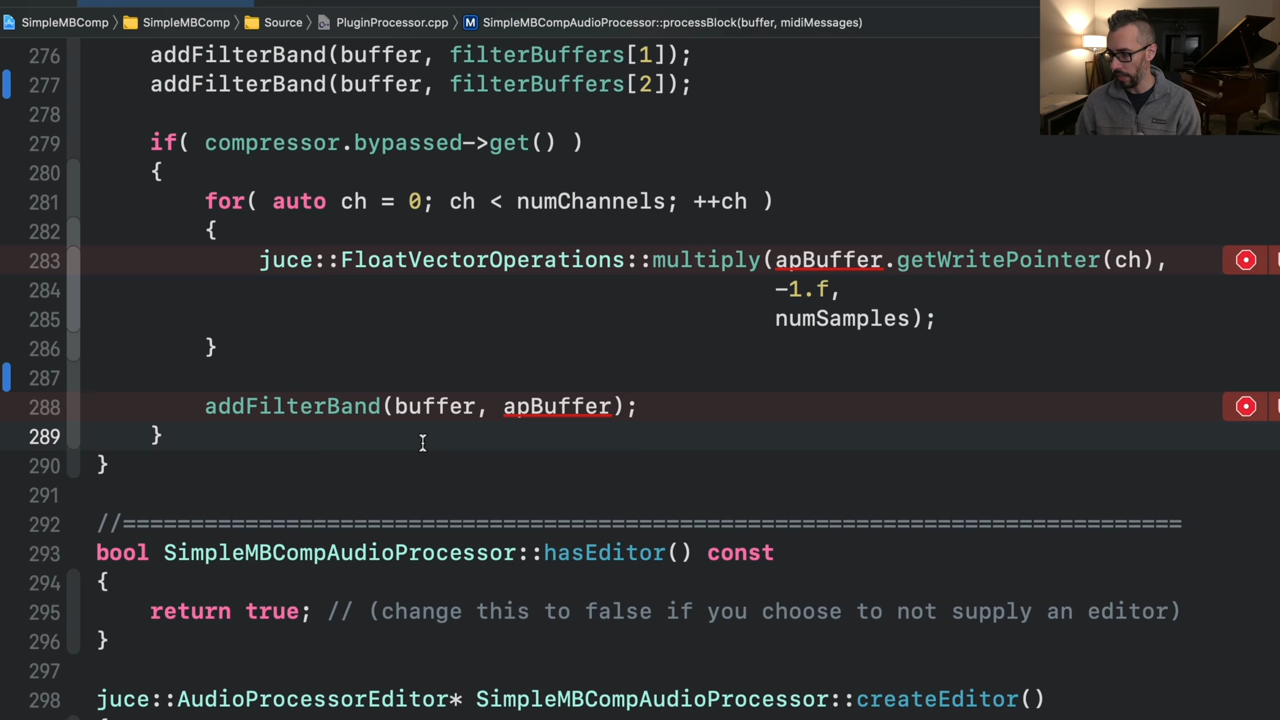 SimpleMBComp SimpleMBComp Source PluginProcessor.cpp M SimpleMBCompAudioProcessor::processBlock(buffer, midiMessages)
276 addFilterBand(buffer, filterBuffers[1]);
277 addFilterBand(buffer, filterBuffers[2]);
278
279 if( compressor.bypassed->get() )
280 {
281 for( auto ch = 0; ch < numChannels; ++ch )
282 {
283 juce::FloatVectorOperations::multiply(apBuffer.getWritePointer(ch),
284 -1.f,
285 numSamples);
286 }
287
288 addFilterBand(buffer, apBuffer);
289 }
290 }
291
292 //==============================================================================
293 bool SimpleMBCompAudioProcessor::hasEditor() const
294 {
295 return true; // (change this to false if you choose to not supply an editor)
296 }
297
298 juce::AudioProcessorEditor* SimpleMBCompAudioProcessor::createEditor()